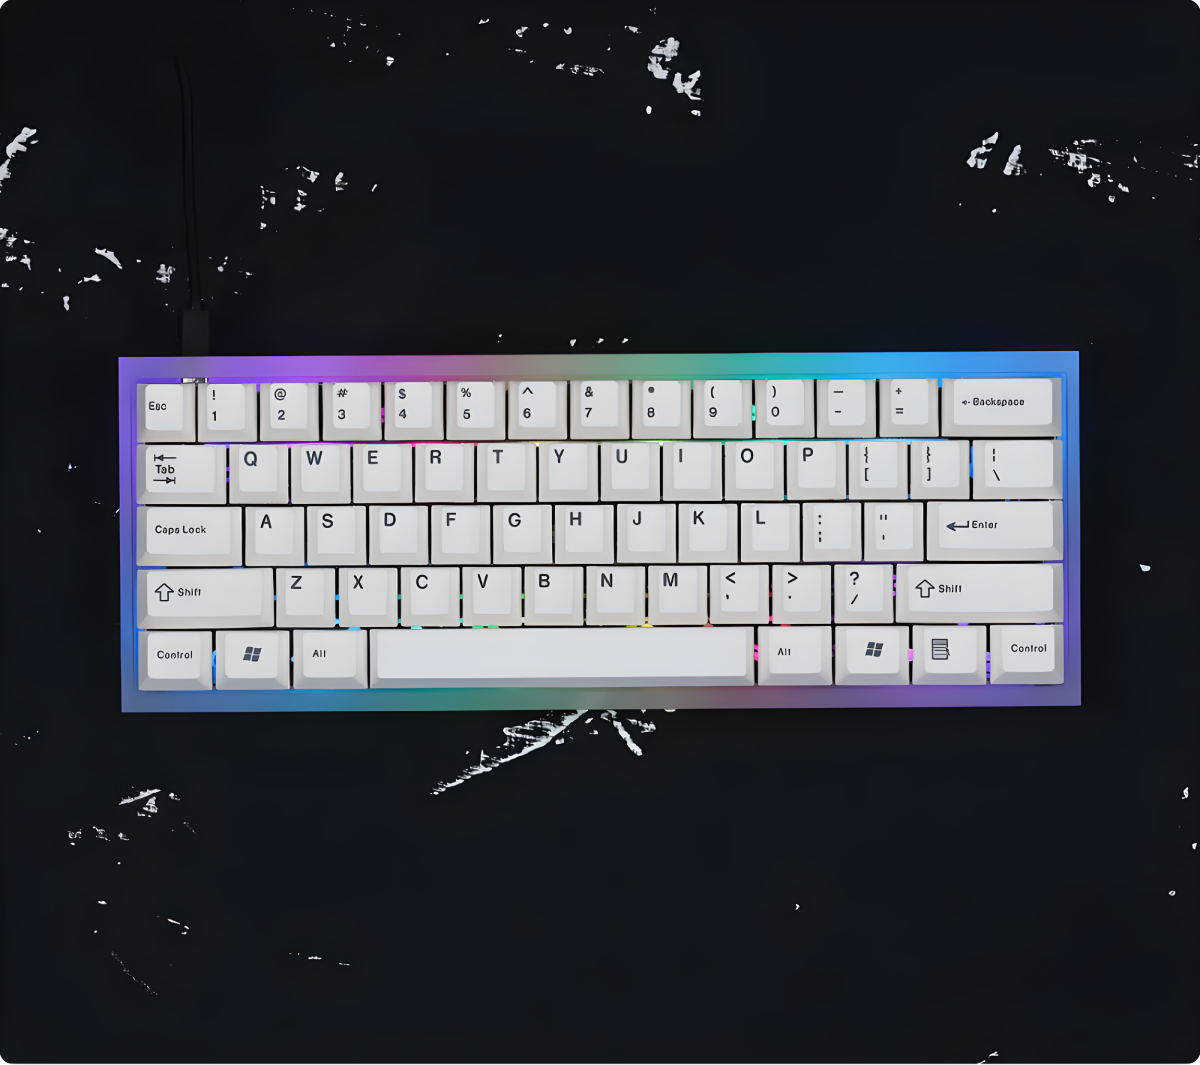 ! @ # $ % ^ & • ( ) — +
Esc 1 2 3 4 5 6 7 8 9 0 - = ← Backspace
Tab Q W E R T Y U I O P { [ } ] ¦ \
Caps Lock A S D F G H J K L : ; " ' ↵ Enter
⇧ Shift Z X C V B N M < , > . ? / ⇧ Shift
Control Alt Alt Control